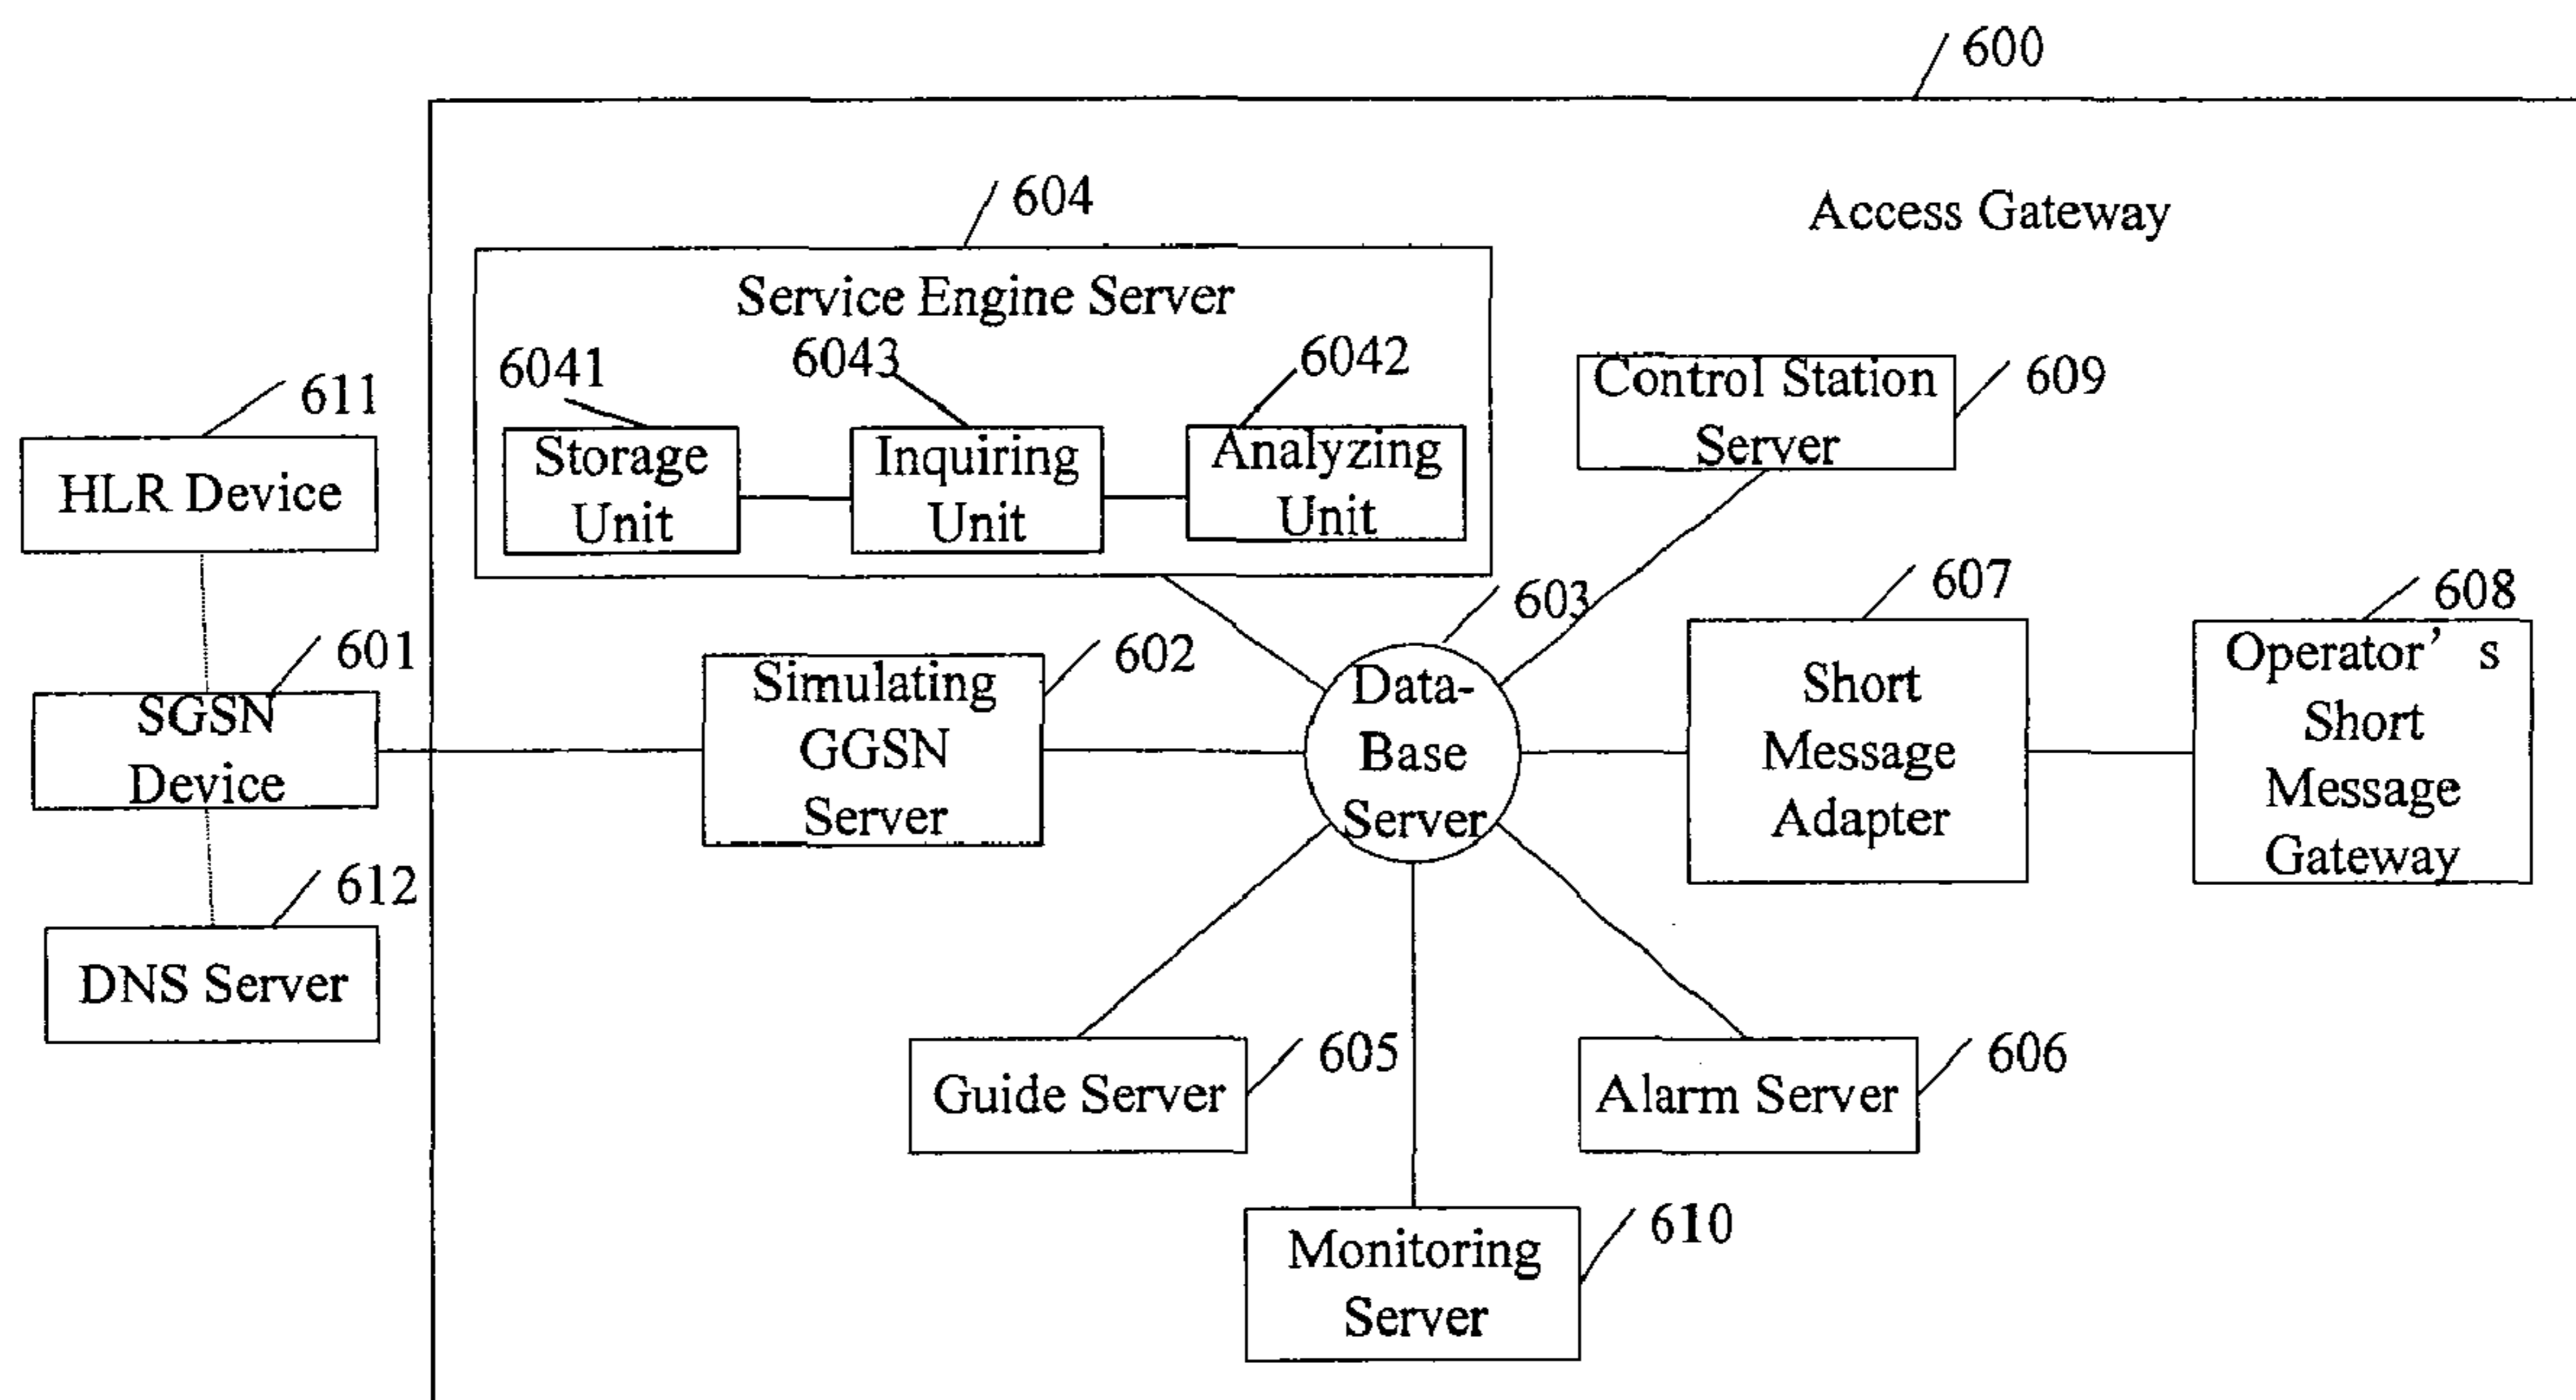 600
Access Gateway
604
Service Engine Server
6041
6043
6042
Storage
Unit
Inquiring
Unit
Analyzing
Unit
Control Station
Server
609
611
HLR Device
601
SGSN
Device
612
DNS Server
602
Simulating
GGSN
Server
603
Data-
Base
Server
607
Short
Message
Adapter
608
Operator’ s
Short
Message
Gateway
Guide Server
605
Alarm Server
606
Monitoring
Server
610